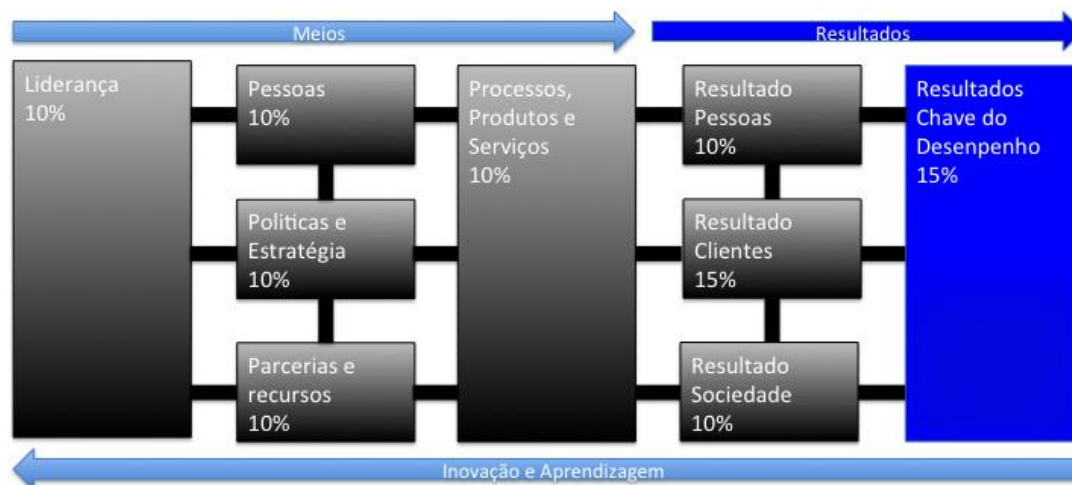 Meios
Resultados
Liderança
10%
Pessoas
10%
Politicas e
Estratégia
10%
Parcerias e
recursos
10%
Processos,
Produtos e
Serviços
10%
Resultado
Pessoas
10%
Resultado
Clientes
15%
Resultado
Sociedade
10%
Resultados
Chave do
Desenpenho
15%
Inovação e Aprendizagem